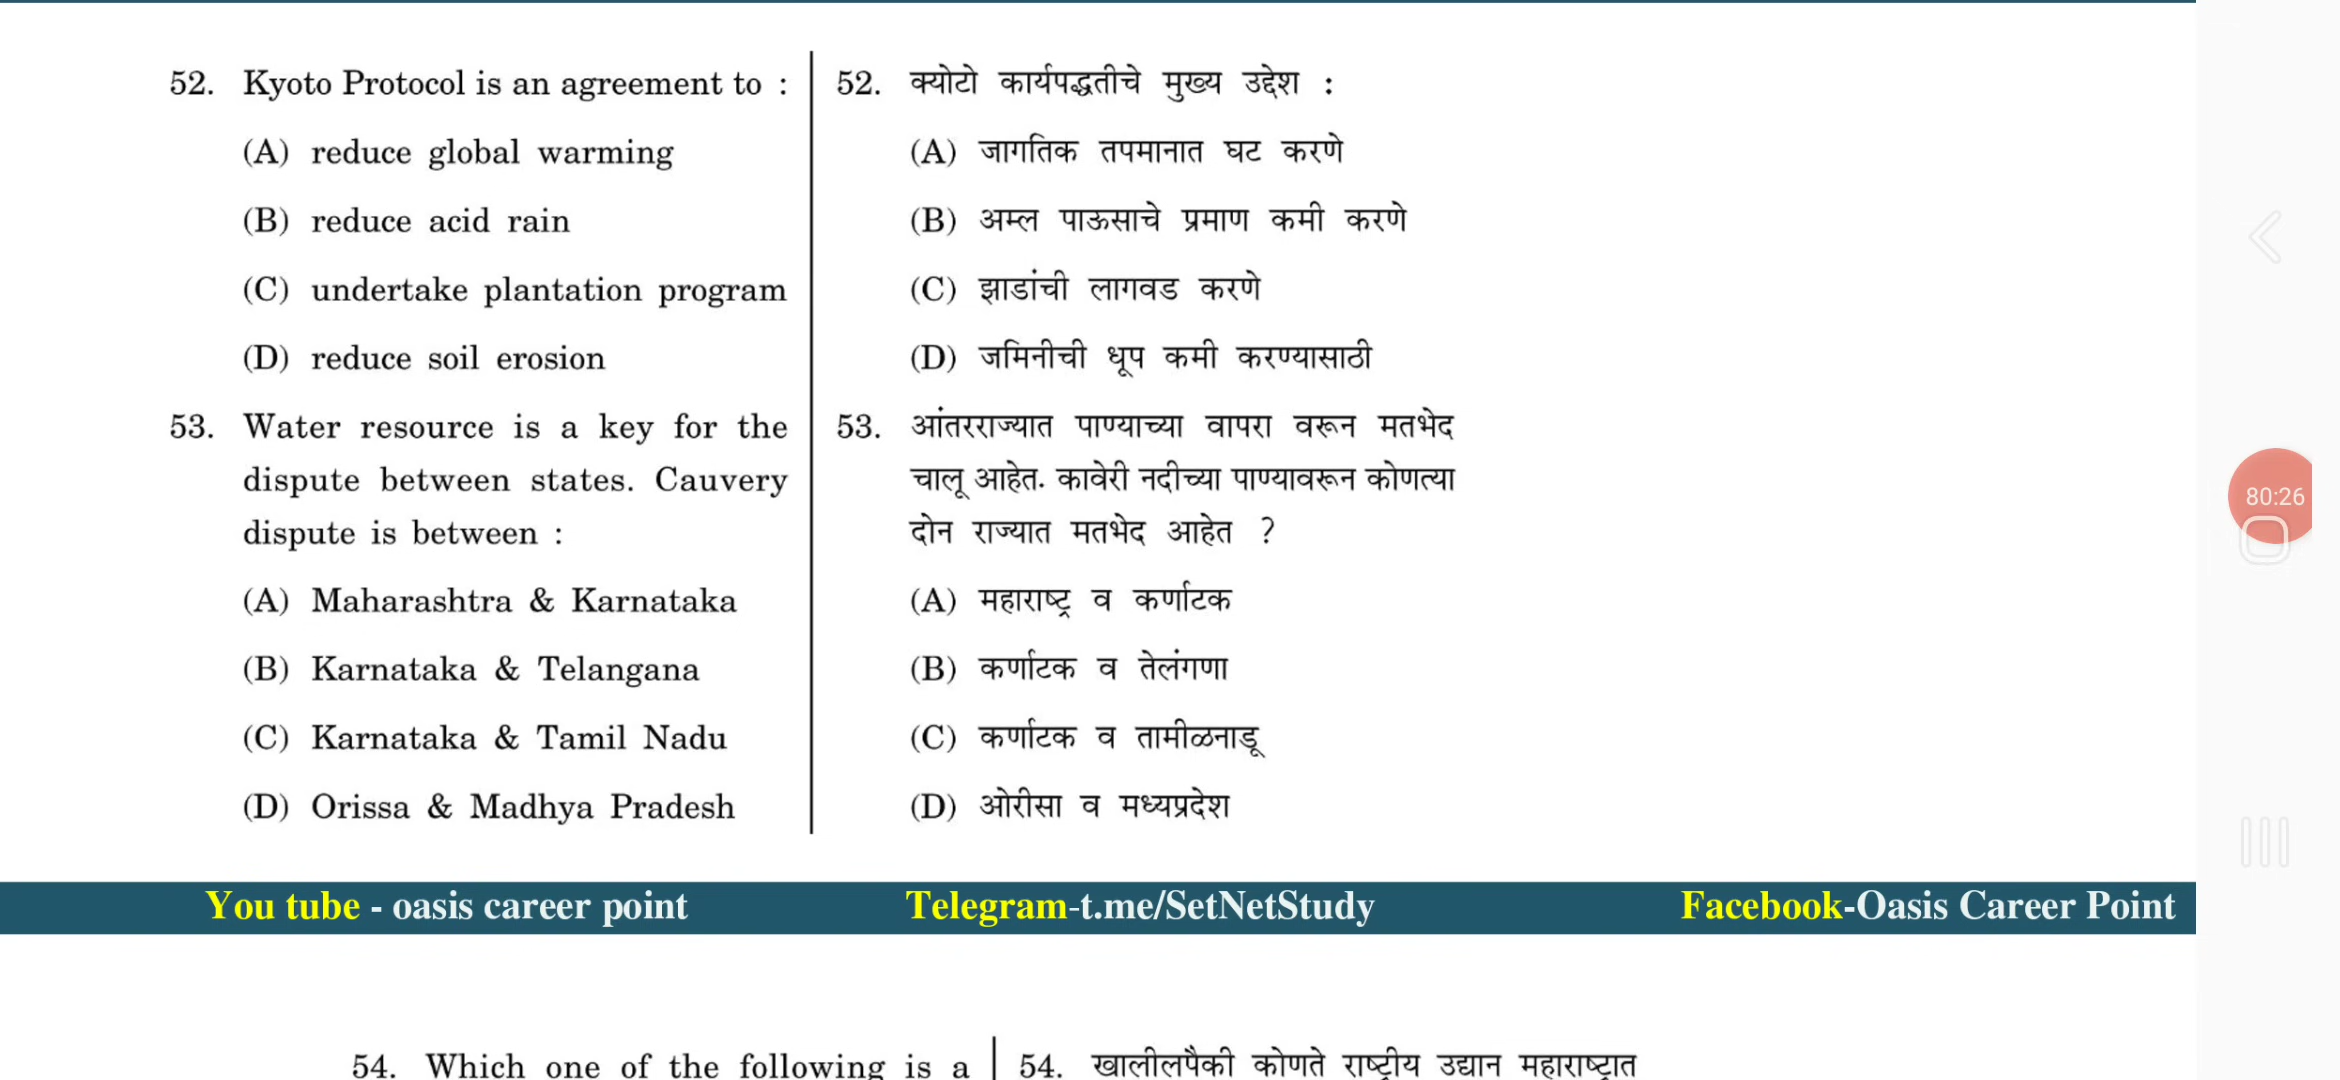 52. Kyoto Protocol is an agreement to :
(A) reduce global warming
(B) reduce acid rain
(C) undertake plantation program
(D) reduce soil erosion
53. Water resource is a key for the
dispute between states. Cauvery
dispute is between :
(A) Maharashtra & Karnataka
(B) Karnataka & Telangana
(C) Karnataka & Tamil Nadu
(D) Orissa & Madhya Pradesh
52. क्योटो कार्यपद्धतीचे मुख्य उद्देश :
(A) जागतिक तपमानात घट करणे
(B) अम्ल पाऊसाचे प्रमाण कमी करणे
(C) झाडांची लागवड करणे
(D) जमिनीची धूप कमी करण्यासाठी
53. आंतरराज्यात पाण्याच्या वापरा वरून मतभेद
चालू आहेत. कावेरी नदीच्या पाण्यावरून कोणत्या
दोन राज्यात मतभेद आहेत ?
(A) महाराष्ट्र व कर्णाटक
(B) कर्णाटक व तेलंगणा
(C) कर्णाटक व तामीळनाडू
(D) ओरीसा व मध्यप्रदेश
80:26
You tube - oasis career point
Telegram-t.me/SetNetStudy
Facebook-Oasis Career Point
54. Which one of the following is a
54. खालीलपैकी कोणते राष्ट्रीय उद्यान महाराष्ट्रात